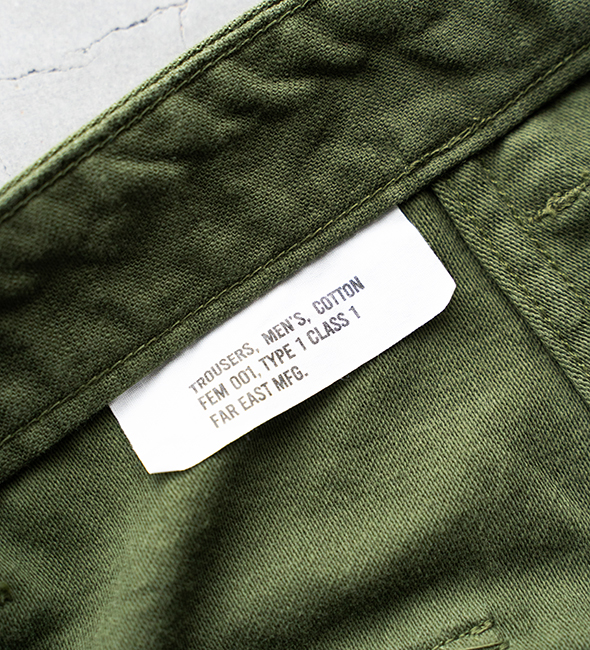 TROUSERS, MEN'S, COTTON
FEM 001, TYPE 1 CLASS 1
FAR EAST MFG.